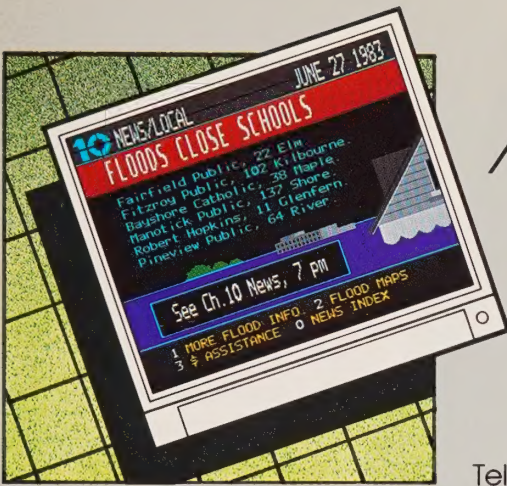 10 NEWS/LOCAL JUNE 27 1983
FLOODS CLOSE SCHOOLS
Fairfield Public, 22 Elm.
Fitzroy Public, 102 Kilbourne.
Bayshore Catholic, 38 Maple.
Manotick Public, 137 Shore.
Robert Hopkins, 11 Glenfern.
Pineview Public, 64 River.
See Ch.10 News, 7 pm
1 MORE FLOOD INFO 2 FLOOD MAPS
3 $ ASSISTANCE 0 NEWS INDEX
Tel